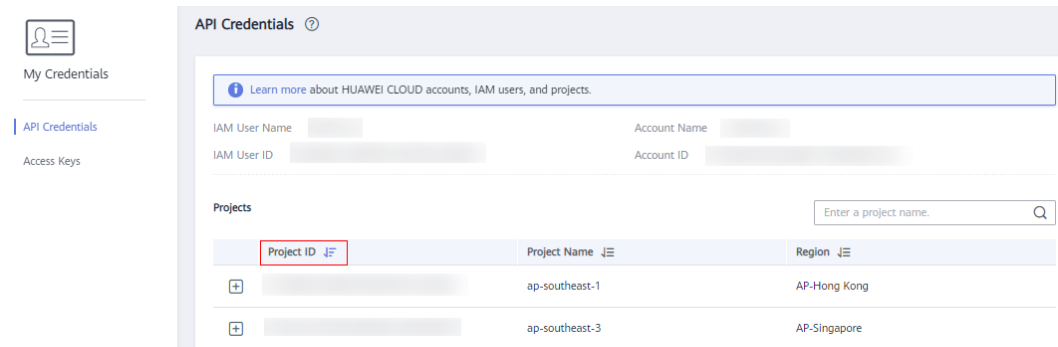 API Credentials ?
My Credentials
API Credentials
Access Keys
i Learn more about HUAWEI CLOUD accounts, IAM users, and projects.
IAM User Name Account Name
IAM User ID Account ID
Projects
Enter a project name.
Project ID Project Name Region
ap-southeast-1 AP-Hong Kong
ap-southeast-3 AP-Singapore